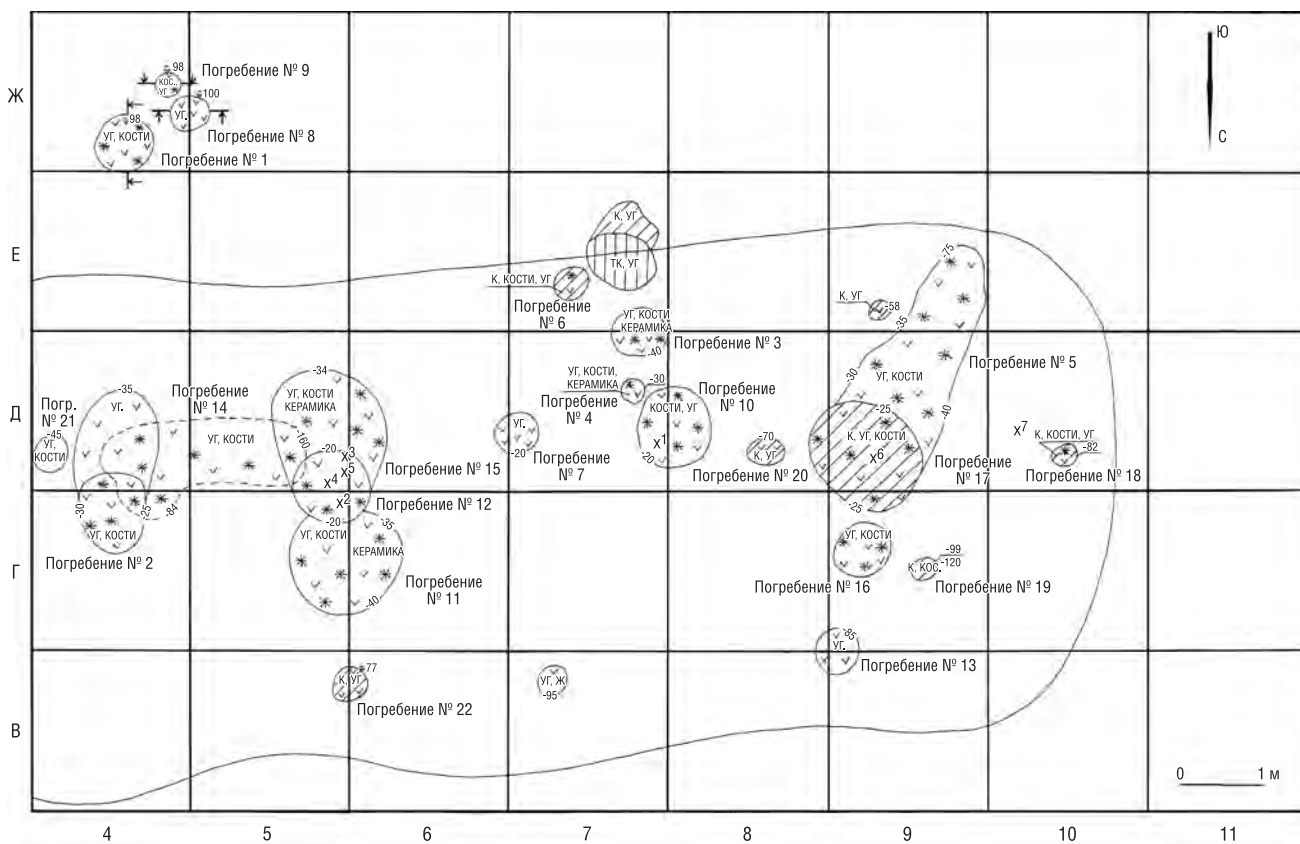 Ю
С
Ж
-98
Погребение № 9
КОС.,
УГ
-100
УГ.
Погребение № 8
98
УГ, КОСТИ
Погребение № 1
Е
К, УГ
ТК, УГ
К, КОСТИ, УГ
Погребение
№ 6
УГ, КОСТИ
КЕРАМИКА
-40
Погребение № 3
К, УГ
-58
-75
-35
-30
-40
УГ, КОСТИ
Погребение № 5
Д
Погр.
№ 21
-45
УГ,
КОСТИ
-35
УГ.
Погребение
№ 14
УГ, КОСТИ
-160
-84
-34
УГ, КОСТИ
КЕРАМИКА
-20
x3
x5
x4
x2
Погребение № 15
Погребение № 12
УГ.
-20
Погребение
№ 7
УГ, КОСТИ,
КЕРАМИКА
Погребение
№ 4
-30
КОСТИ, УГ
x1
-20
Погребение
№ 10
-70
К, УГ
Погребение
№ 20
-25
К, УГ, КОСТИ
x6
-25
Погребение
№ 17
x7
К, КОСТИ, УГ
-82
Погребение
№ 18
Г
-30
-25
УГ, КОСТИ
Погребение № 2
-20
УГ, КОСТИ
-35
КЕРАМИКА
-40
Погребение
№ 11
УГ, КОСТИ
Погребение
№ 16
-99
-120
К, КОС.
Погребение № 19
-85
УГ.
Погребение № 13
В
-77
К, УГ
Погребение № 22
УГ, Ж
-95
0 1 м
4 5 6 7 8 9 10 11